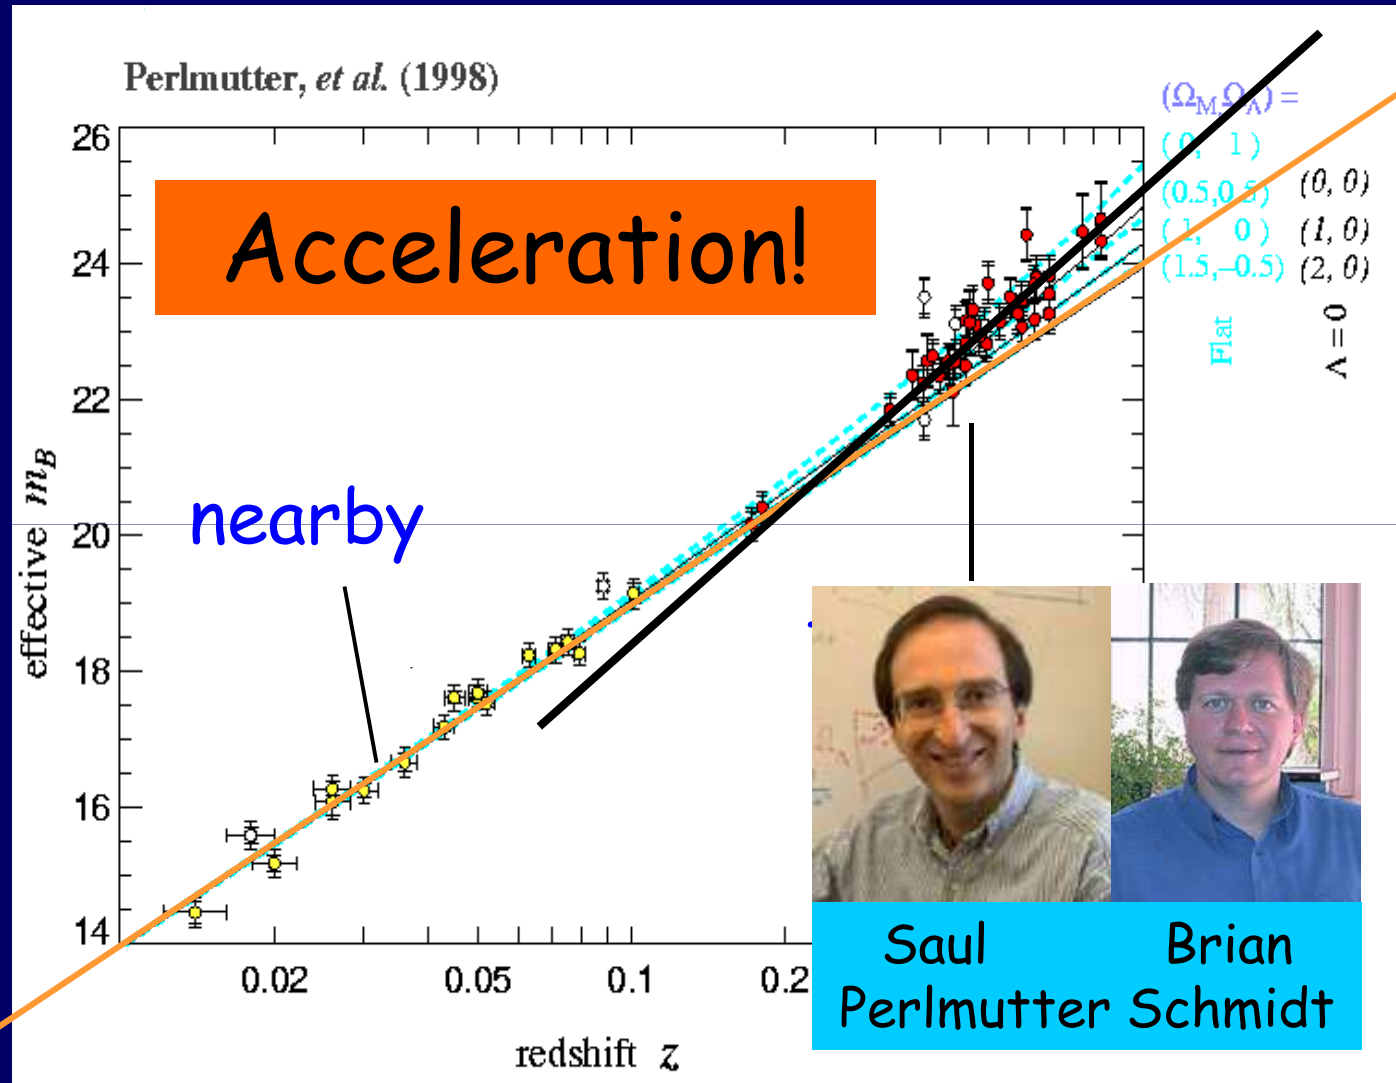 Perlmutter, et al. (1998)
(Ω_M,Ω_Λ) =
( 0, 1 )
(0.5,0.5)
( 1, 0 )
(1.5,–0.5)
Flat
(0, 0)
(1, 0)
(2, 0)
Λ = 0
Acceleration!
nearby
effective m_B
26
24
22
20
18
16
14
0.02
0.05
0.1
0.2
redshift z
Saul
Perlmutter
Brian
Schmidt